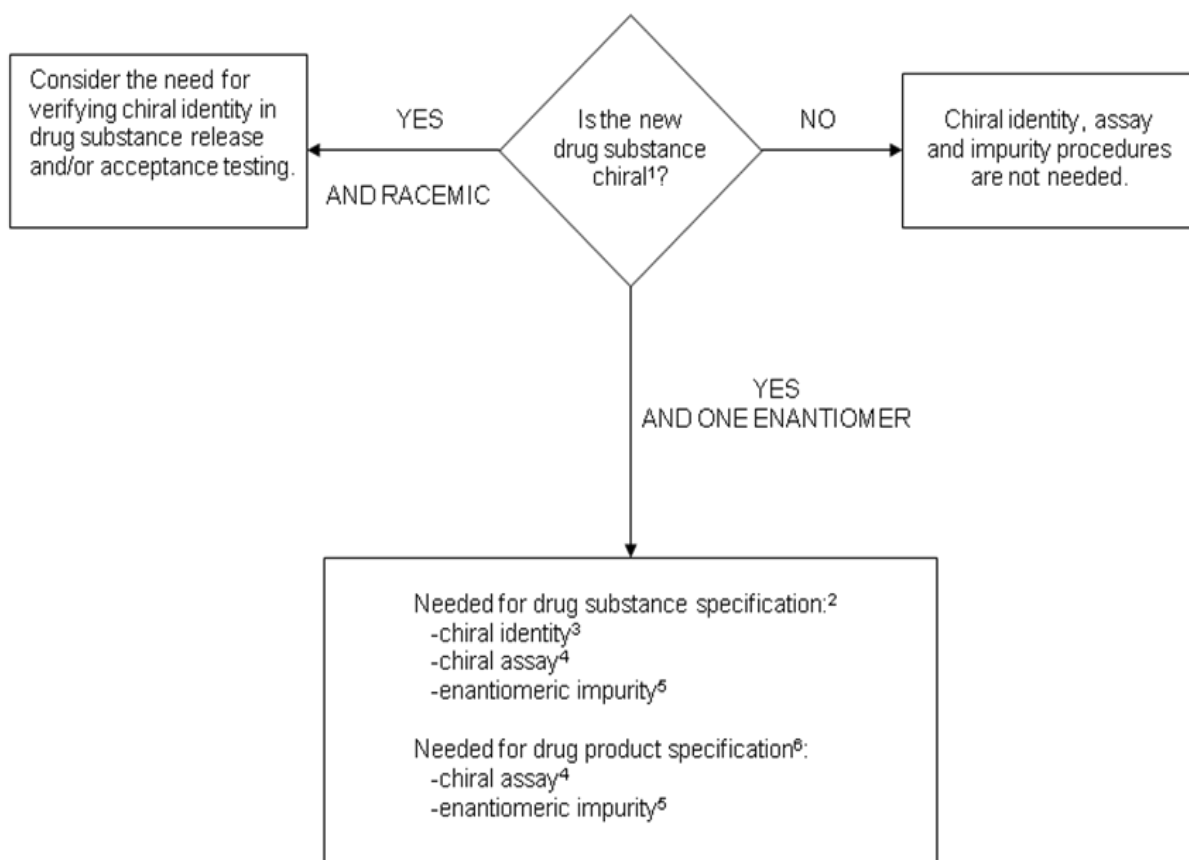 Consider the need for
verifying chiral identity in
drug substance release
and/or acceptance testing.
YES
AND RACEMIC
Is the new
drug substance
chiral¹?
NO
Chiral identity, assay
and impurity procedures
are not needed.
YES
AND ONE ENANTIOMER
Needed for drug substance specification:²
-chiral identity³
-chiral assay⁴
-enantiomeric impurity⁵
Needed for drug product specification⁶:
-chiral assay⁴
-enantiomeric impurity⁵